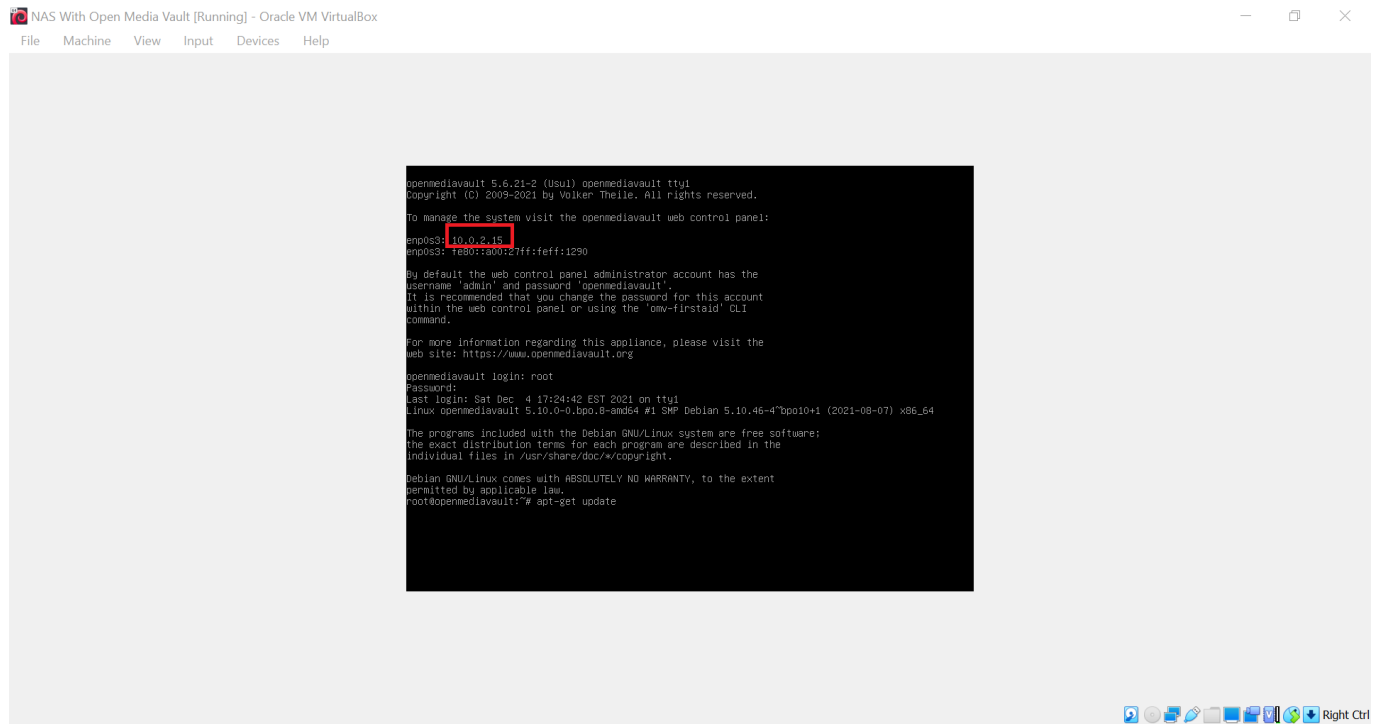 NAS With Open Media Vault [Running] - Oracle VM VirtualBox
File Machine View Input Devices Help
openmediavault 5.6.21-2 (Usul) openmediavault tty1
Copyright (C) 2009-2021 by Volker Theile. All rights reserved.
To manage the system visit the openmediavault web control panel:
enp0s3: 10.0.2.15
enp0s3: fe80::a00:27ff:feff:1290
By default the web control panel administrator account has the
username 'admin' and password 'openmediavault'.
It is recommended that you change the password for this account
within the web control panel or using the 'omv-firstaid' CLI
command.
For more information regarding this appliance, please visit the
web site: https://www.openmediavault.org
openmediavault login: root
Password:
Last login: Sat Dec  4 17:24:42 EST 2021 on tty1
Linux openmediavault 5.10.0-0.bpo.8-amd64 #1 SMP Debian 5.10.46-4~bpo10+1 (2021-08-07) x86_64
The programs included with the Debian GNU/Linux system are free software;
the exact distribution terms for each program are described in the
individual files in /usr/share/doc/*/copyright.
Debian GNU/Linux comes with ABSOLUTELY NO WARRANTY, to the extent
permitted by applicable law.
root@openmediavault:~# apt-get update
Right Ctrl